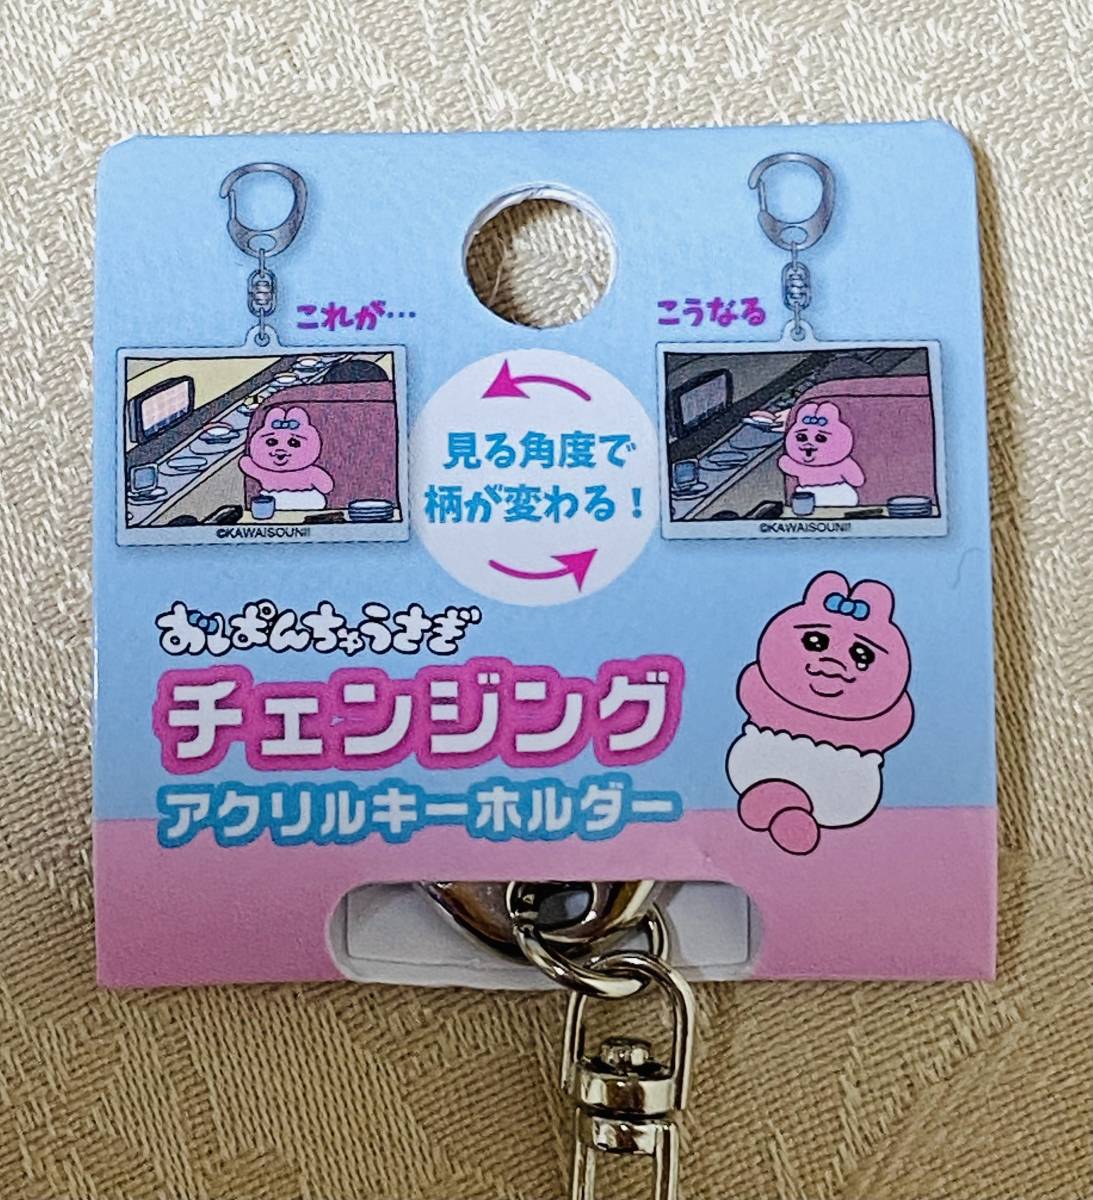 これが…
こうなる
©KAWAISOUNI!
©KAWAISOUNI!
見る角度で
柄が変わる！
おぱんちゅうさぎ
チェンジング
アクリルキーホルダー